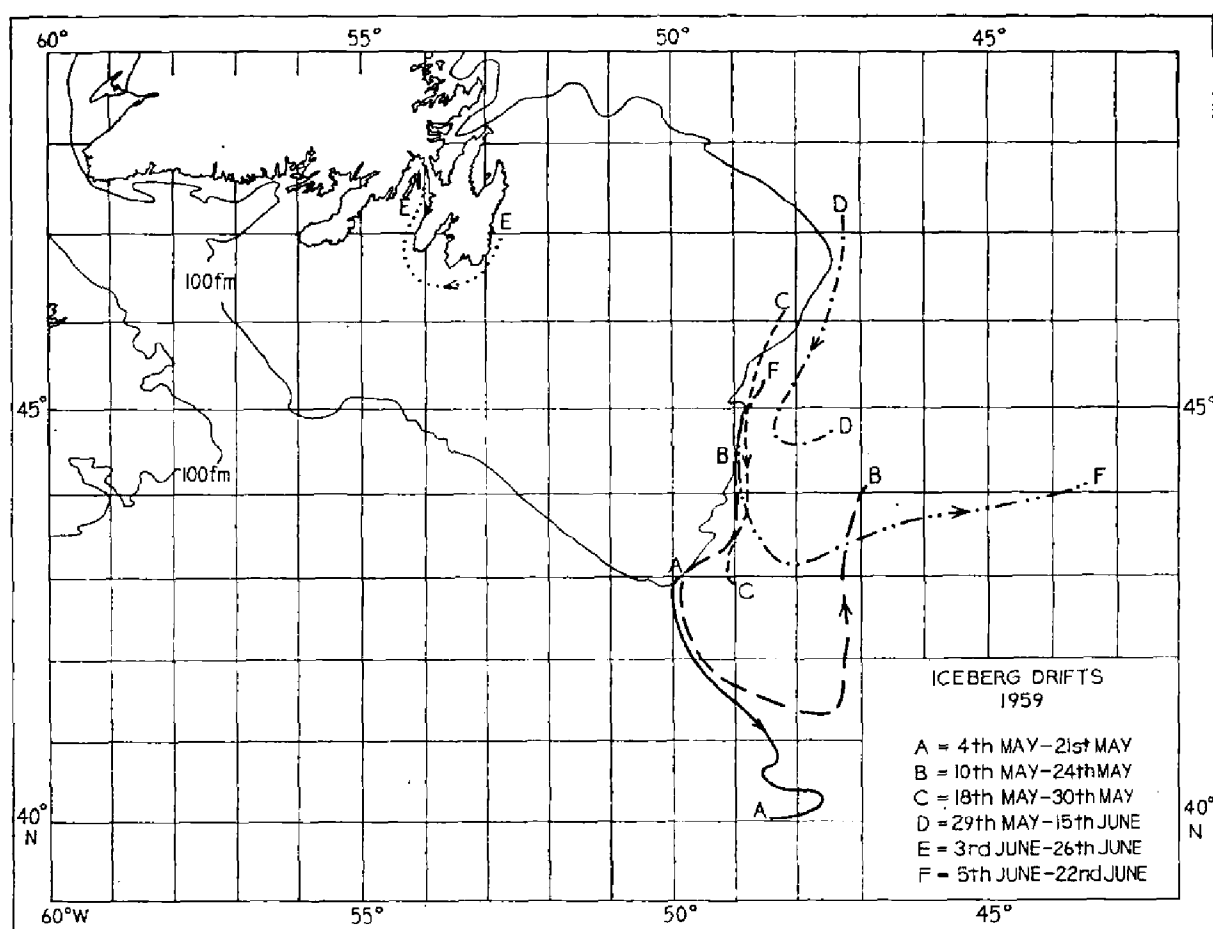 60° 55° 50° 45°
D
E E
100fm
C
F
45° 45°
D
B
100fm
B F
A
C
ICEBERG DRIFTS
1959
A = 4th MAY-21st MAY
B = 10th MAY-24th MAY
C = 18th MAY-30th MAY
D = 29th MAY-15th JUNE
E = 3rd JUNE-26th JUNE
F = 5th JUNE-22nd JUNE
A
40° 40°
N N
60°W 55° 50° 45°